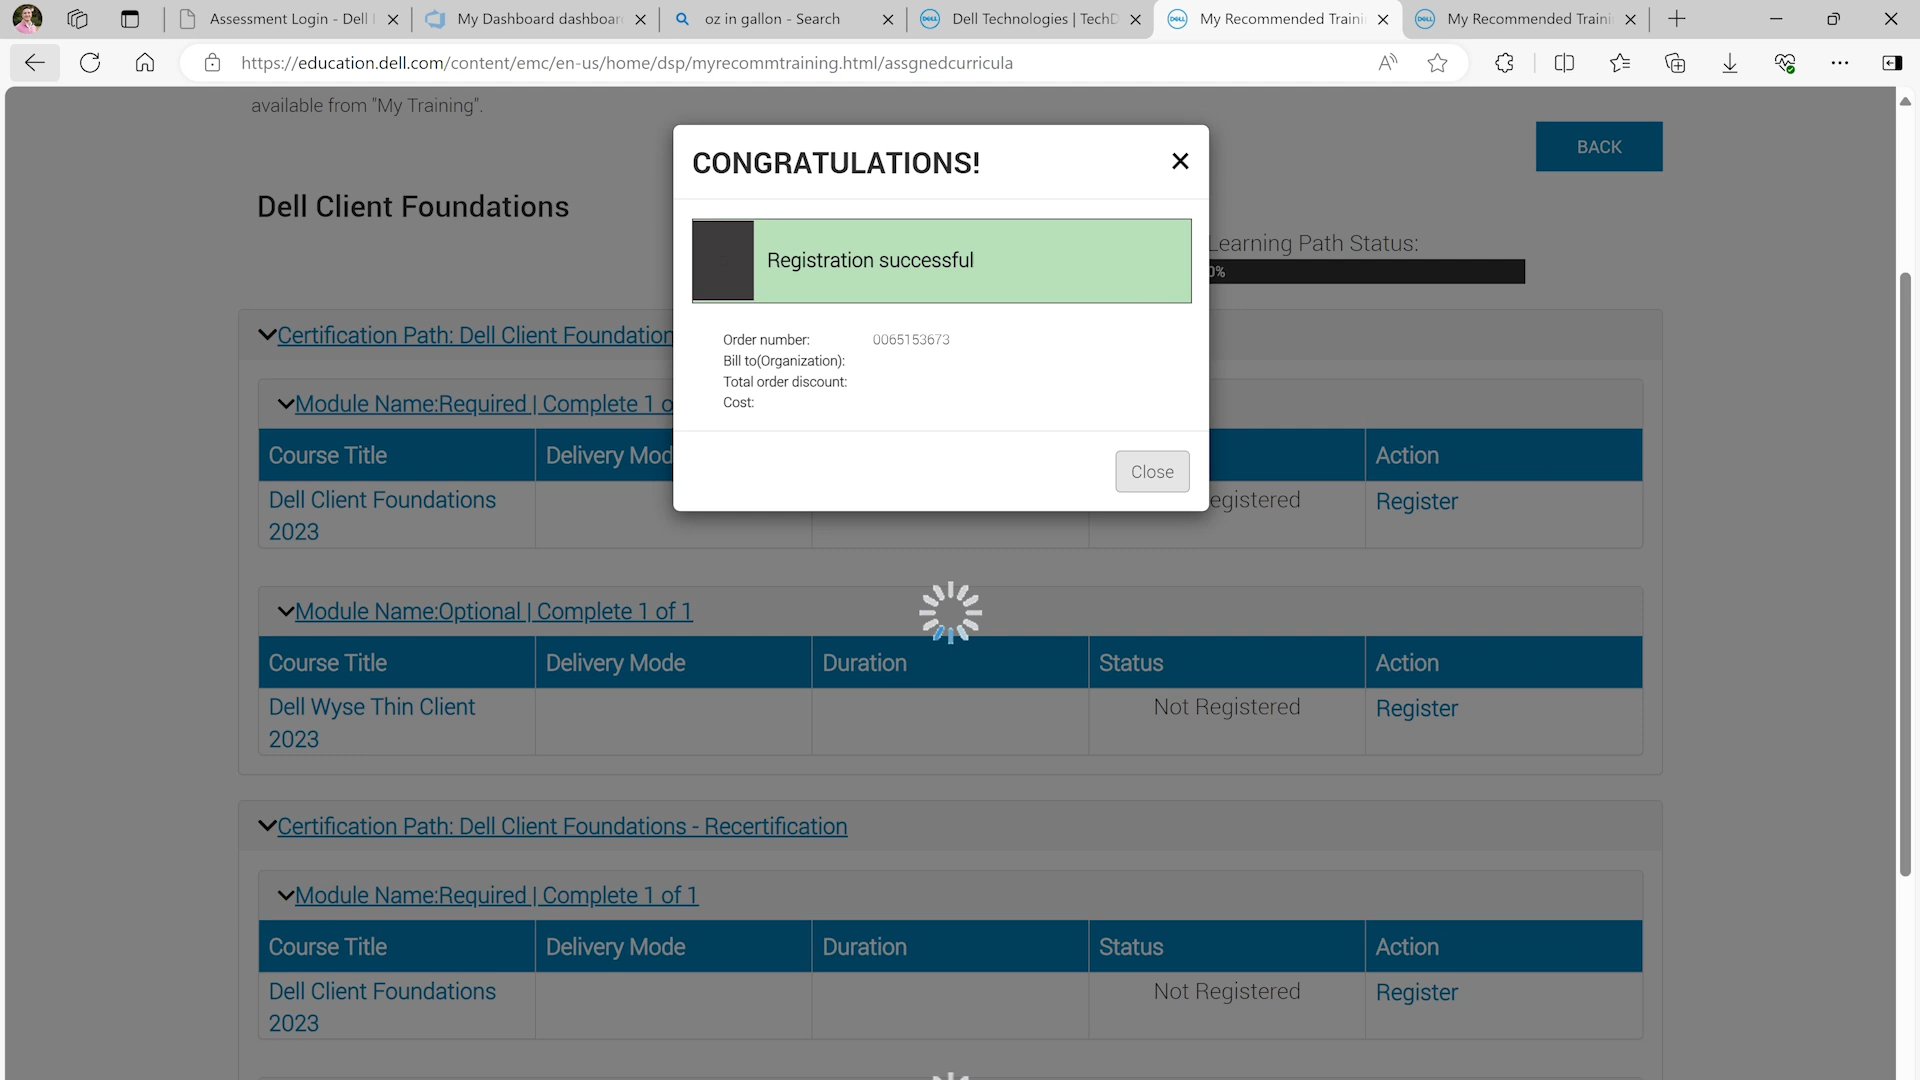 Assessment Login - Dell
My Dashboard dashboar
oz in gallon - Search
Dell Technologies | TechD
My Recommended Traini
My Recommended Traini
https://education.dell.com/content/emc/en-us/home/dsp/myrecommtraining.html/assgnedcurricula
available from "My Training".
BACK
CONGRATULATIONS!
Dell Client Foundations
Registration successful
Learning Path Status:
0%
Certification Path: Dell Client Foundation
Order number: 0065153673
Bill to(Organization):
Total order discount:
Cost:
Module Name:Required | Complete 1 o
Course Title Delivery Mod Action
Close
Dell Client Foundations 2023 egistered Register
Module Name:Optional | Complete 1 of 1
Course Title Delivery Mode Duration Status Action
Dell Wyse Thin Client 2023 Not Registered Register
Certification Path: Dell Client Foundations - Recertification
Module Name:Required | Complete 1 of 1
Course Title Delivery Mode Duration Status Action
Dell Client Foundations 2023 Not Registered Register